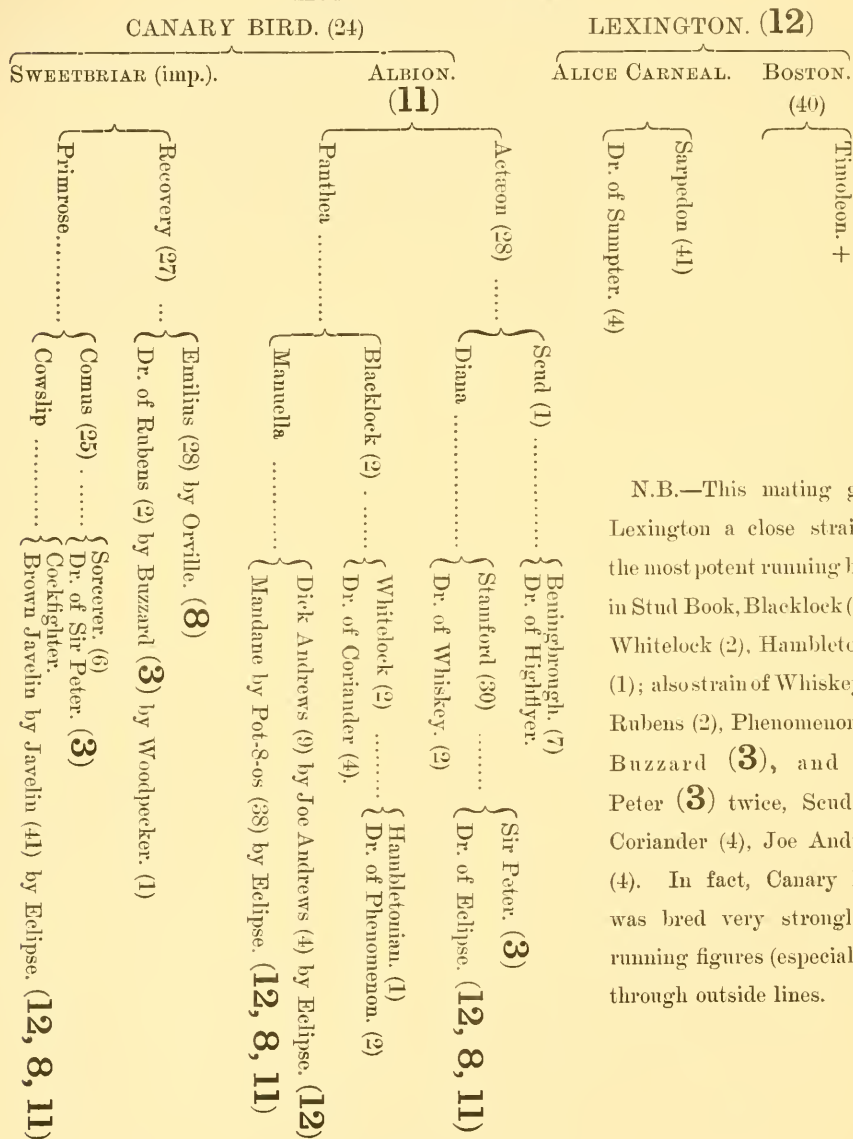 CANARY BIRD. (24)
LEXINGTON. (12)
SWEETBRIAR (imp.).
ALBION.
(11)
ALICE CARNEAL.
BOSTON.
(40)
Primrose............
Recovery (27) ...
Panthea ............
Actæon (28) ......
Dr. of Sumpter. (4)
Sarpedon (41)
Timoleon. +
Cowslip ............
Comus (25) . ......
Dr. of Rubens (2) by Buzzard (3) by Woodpecker. (1)
Emilius (28) by Orville. (8)
Manuella ............
Blacklock (2) . ......
Diana ..................
Scud (1) ...............
Brown Javelin by Javelin (41) by Eclipse. (12, 8, 11)
Cockfighter.
Dr. of Sir Peter. (3)
Sorcerer. (6)
Mandane by Pot-8-os (38) by Eclipse. (12, 8, 11)
Dick Andrews (9) by Joe Andrews (4) by Eclipse. (12)
Dr. of Coriander (4).
Whitelock (2) .........
Dr. of Whiskey. (2)
Stamford (30) .........
Dr. of Highflyer.
Beningbrough. (7)
Dr. of Phenomenon. (2)
Hambletonian. (1)
Dr. of Eclipse. (12, 8, 11)
Sir Peter. (3)
N.B.—This mating g
Lexington a close strai
the most potent running
in Stud Book, Blacklock (
Whitelock (2), Hambleto
(1); also strain of Whiskey
Rubens (2), Phenomenon
Buzzard (3), and
Peter (3) twice, Scud
Coriander (4), Joe And
(4). In fact, Canary
was bred very strongl
running figures (especial
through outside lines.